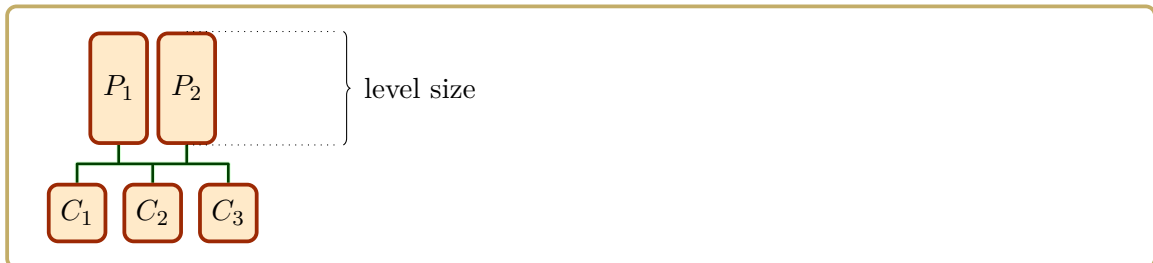 P₁ P₂ level size
C₁ C₂ C₃